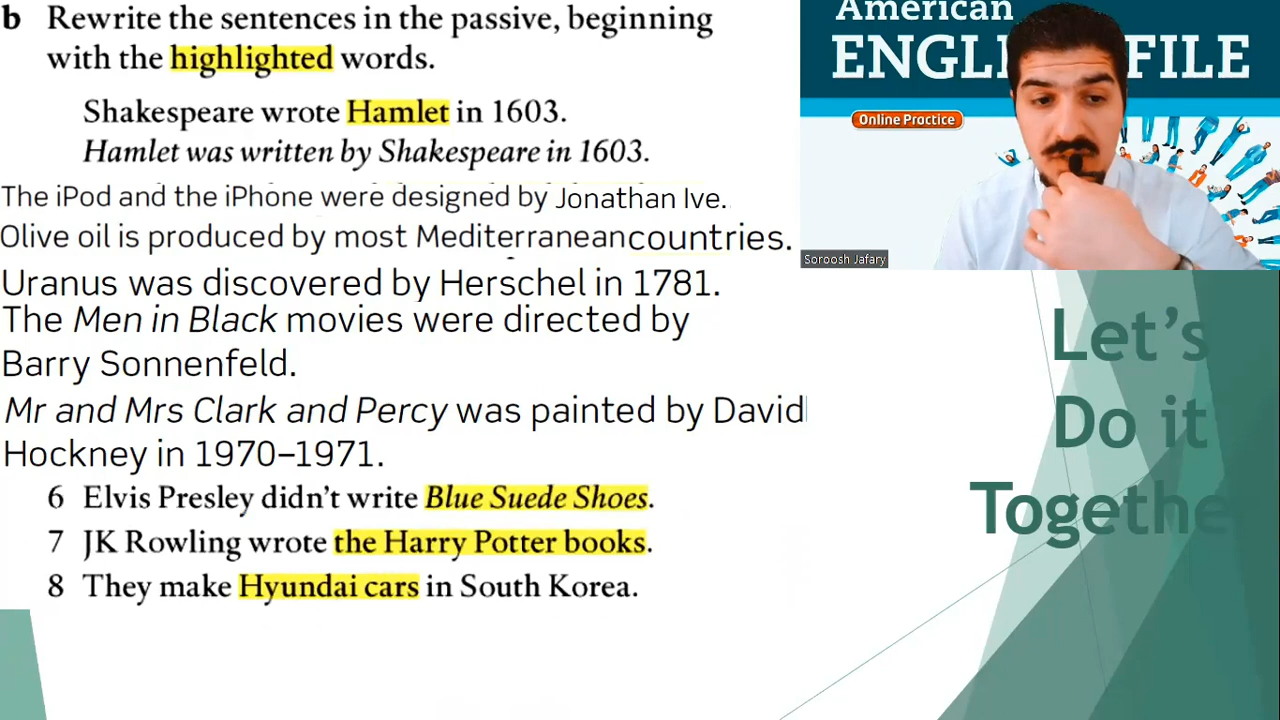 b Rewrite the sentences in the passive, beginning
with the highlighted words.
Shakespeare wrote Hamlet in 1603.
Hamlet was written by Shakespeare in 1603.
The iPod and the iPhone were designed by Jonathan Ive.
Olive oil is produced by most Mediterranean countries.
Uranus was discovered by Herschel in 1781.
The Men in Black movies were directed by
Barry Sonnenfeld.
Mr and Mrs Clark and Percy was painted by David
Hockney in 1970–1971.
6 Elvis Presley didn't write Blue Suede Shoes.
7 JK Rowling wrote the Harry Potter books.
8 They make Hyundai cars in South Korea.
American
ENGL FILE
Online Practice
Soroosh Jafary
Let's
Do it
Togethe